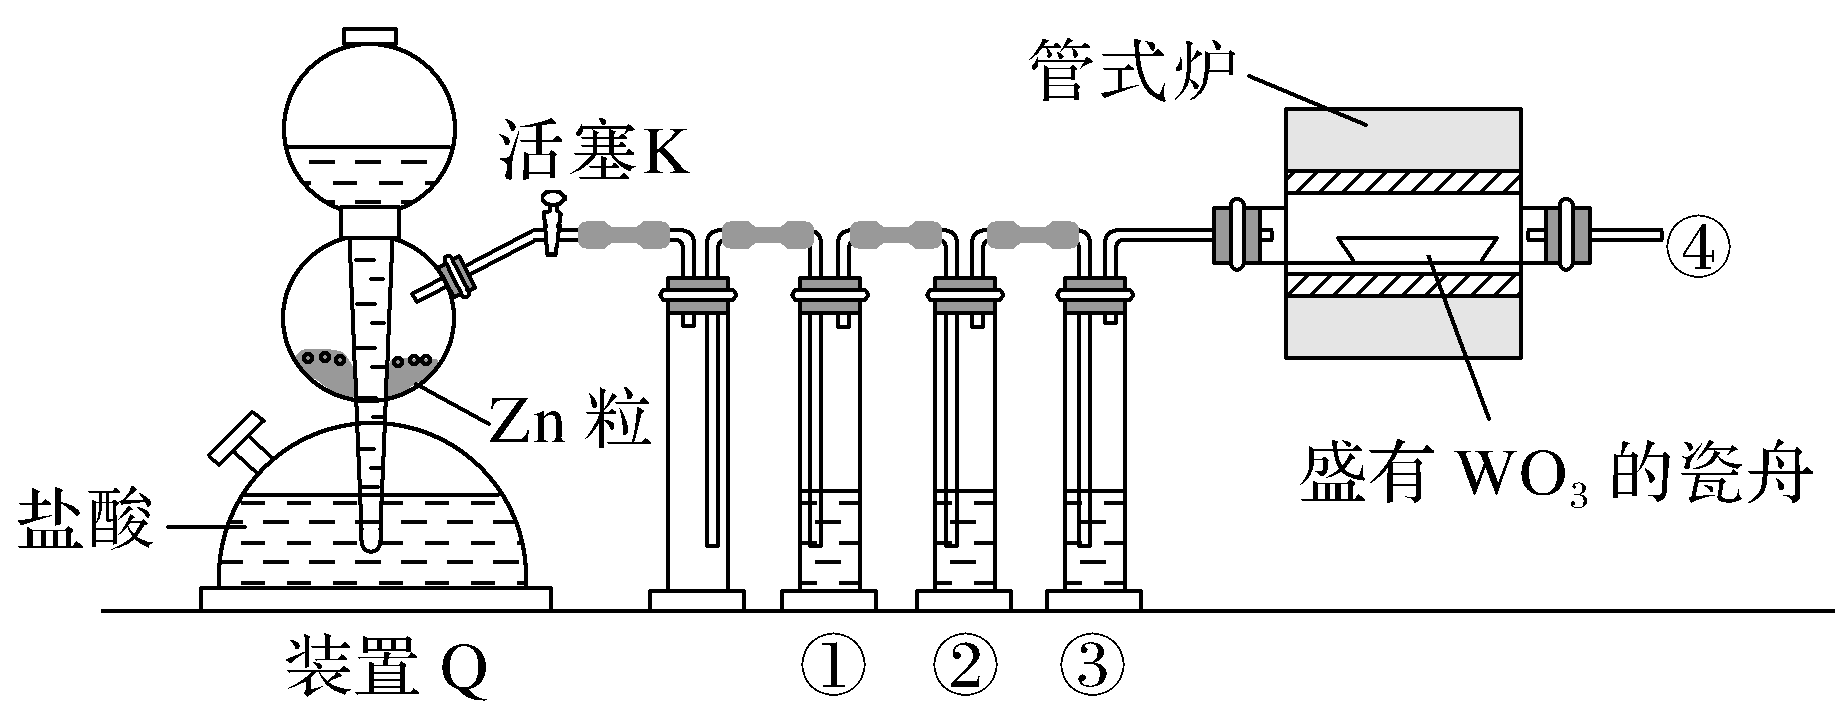 管式炉
活塞K
④
Zn 粒
盛有 WO₃ 的瓷舟
盐酸
装置 Q
①
②
③